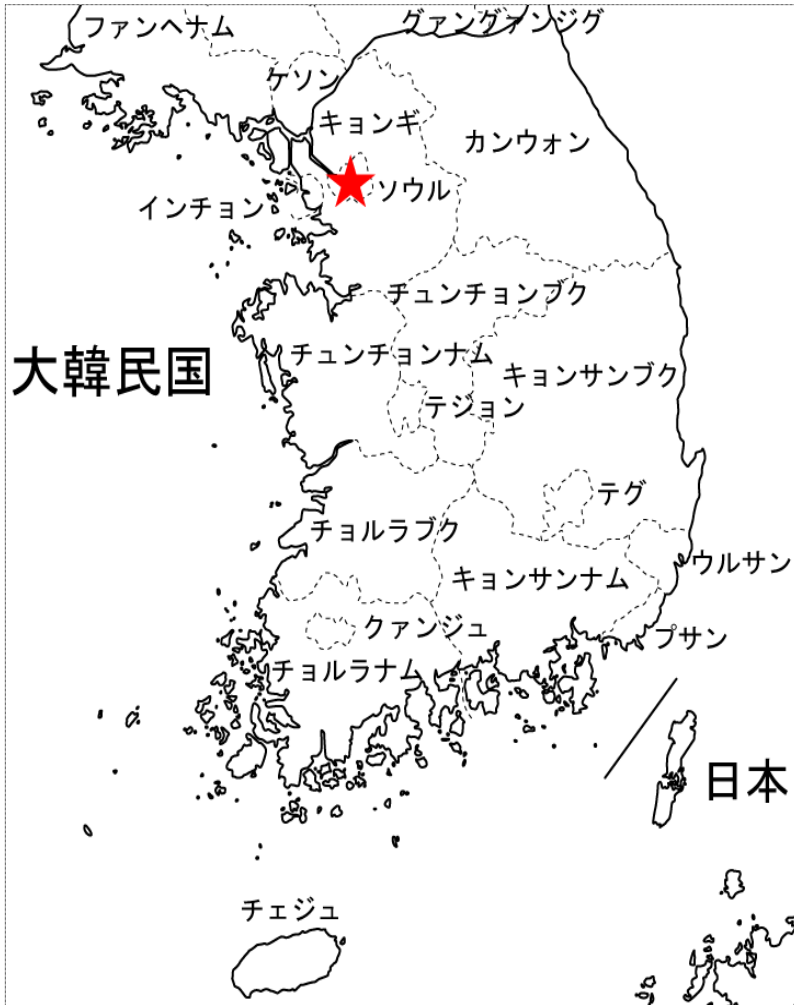 ファンヘナム
グァングァンジグ
ケソン
キョンギ
カンウォン
ソウル
インチョン
チュンチョンブク
大韓民国
チュンチョンナム
キョンサンブク
テジョン
テグ
チョルラブク
ウルサン
キョンサンナム
クァンジュ
プサン
チョルラナム
日本
チェジュ